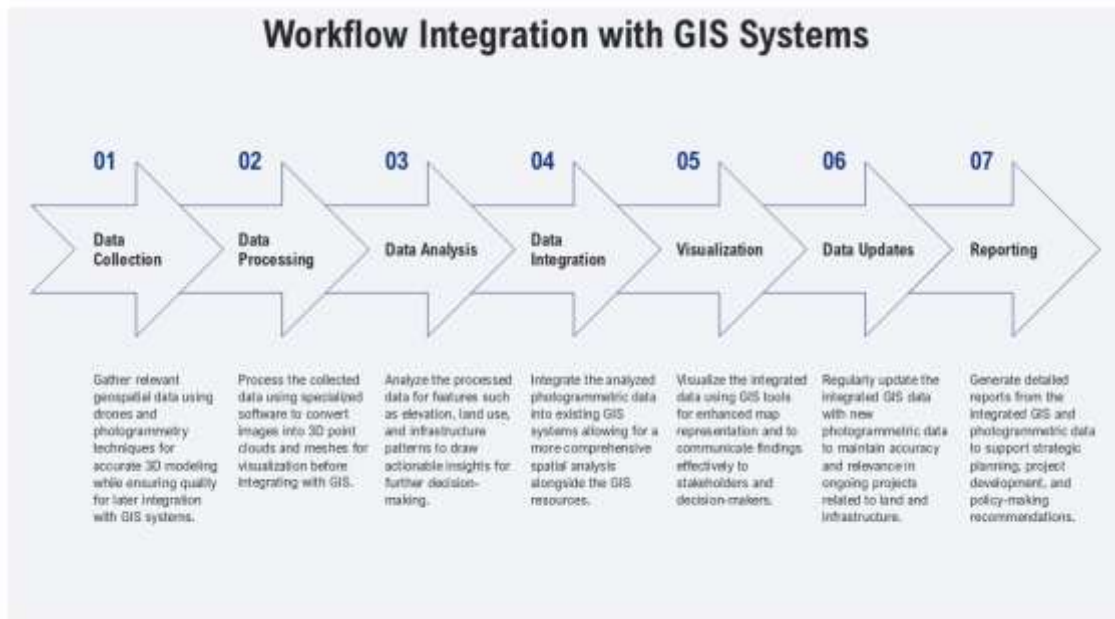 Workflow Integration with GIS Systems
01
Data
Collection
Gather relevant
geospatial data using
drones and
photogrammetry
techniques for
accurate 3D modeling
while ensuring quality
for later integration
with GIS systems.
02
Data
Processing
Process the collected
data using specialized
software to convert
images into 3D point
clouds and meshes for
visualization before
integrating with GIS.
03
Data Analysis
Analyze the processed
data for features such
as elevation, land use,
and infrastructure
patterns to draw
actionable insights for
further decision-
making.
04
Data
Integration
Integrate the analyzed
photogrammetric data
into existing GIS
systems allowing for a
more comprehensive
spatial analysis
alongside the GIS
resources.
05
Visualization
Visualize the integrated
data using GIS tools
for enhanced map
representation and to
communicate findings
effectively to
stakeholders and
decision-makers.
06
Data Updates
Regularly update the
integrated GIS data
with new
photogrammetric data
to maintain accuracy
and relevance in
ongoing projects
related to land and
infrastructure.
07
Reporting
Generate detailed
reports from the
integrated GIS and
photogrammetric data
to support strategic
planning, project
development, and
policy-making
recommendations.